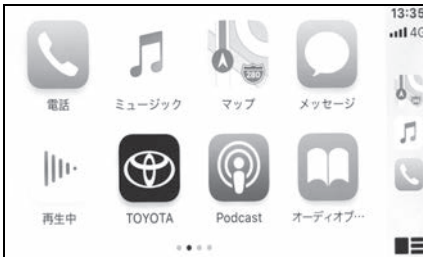 13:35
4G
280
電話
ミュージック
マップ
メッセージ
再生中
TOYOTA
Podcast
オーディオブ…